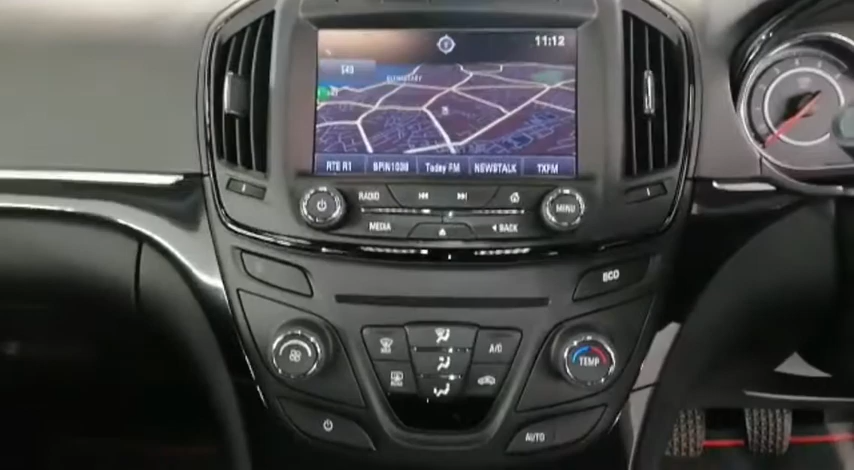 11:12
RTE R1 SPIN1038 Today FM NEWSTALK TXFM
RADIO
MEDIA
BACK
MENU
ECO
A/C
TEMP
AUTO